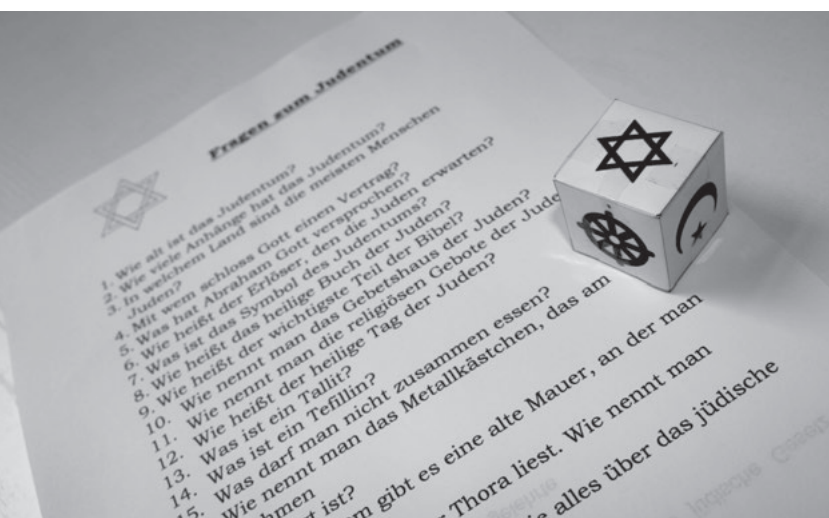 Fragen zum Judentum
1. Wie alt ist das Judentum?
2. Wie viele Anhänge hat das Judentum?
3. In welchem Land sind die meisten Menschen
Juden?
4. Mit wem schloss Gott einen Vertrag?
5. Was hat Abraham Gott versprochen?
6. Wie heißt der Erlöser, den die Juden erwarten?
7. Was ist das Symbol des Judentums?
8. Wie heißt das heilige Buch der Juden?
9. Wie heißt der wichtigste Teil der Bibel?
10. Wie nennt man das Gebetshaus der Juden?
11. Wie nennt man die religiösen Gebote der Jude
12. Wie heißt der heilige Tag der Juden?
13. Was ist ein Tallit?
14. Was ist ein Tefillin?
15. Was darf man nicht zusammen essen?
Wie nennt man das Metallkästchen, das am
gibt es eine alte Mauer, an der man
ist?
Thora liest. Wie nennt man
alles über das jüdische